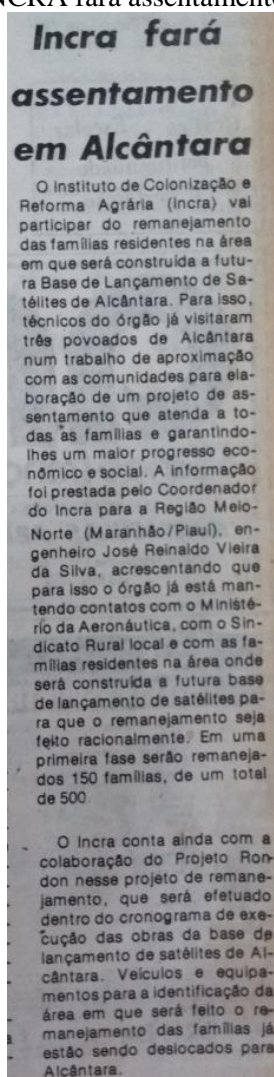 INCRA fará assentamento
Incra fará
assentamento
em Alcântara
O Instituto de Colonização e
Reforma Agrária (Incra) vai
participar do remanejamento
das famílias residentes na área
em que será construída a futu-
ra Base de Lançamento de Sa-
télites de Alcântara. Para isso,
técnicos do órgão já visitaram
três povoados de Alcântara
num trabalho de aproximação
com as comunidades para ela-
boração de um projeto de as-
sentamento que atenda a to-
das as famílias e garantindo-
lhes um maior progresso eco-
nômico e social. A informação
foi prestada pelo Coordenador
do Incra para a Região Meio-
Norte (Maranhão/Piauí), en-
genheiro José Reinaldo Vieira
da Silva, acrescentando que
para isso o órgão já está man-
tendo contatos com o Ministé-
rio da Aeronáutica, com o Sin-
dicato Rural local e com as fa-
mílias residentes na área onde
será construída a futura base
de lançamento de satélites pa-
ra que o remanejamento seja
feito racionalmente. Em uma
primeira fase serão remaneja-
dos 150 famílias, de um total
de 500
O Incra conta ainda com a
colaboração do Projeto Ron-
don nesse projeto de remane-
jamento, que será efetuado
dentro do cronograma de exe-
cução das obras da base de
lançamento de satélites de Al-
cântara. Veículos e equipa-
mentos para a identificação da
área em que será feito o re-
manejamento das famílias já
estão sendo deslocados para
Alcântara.